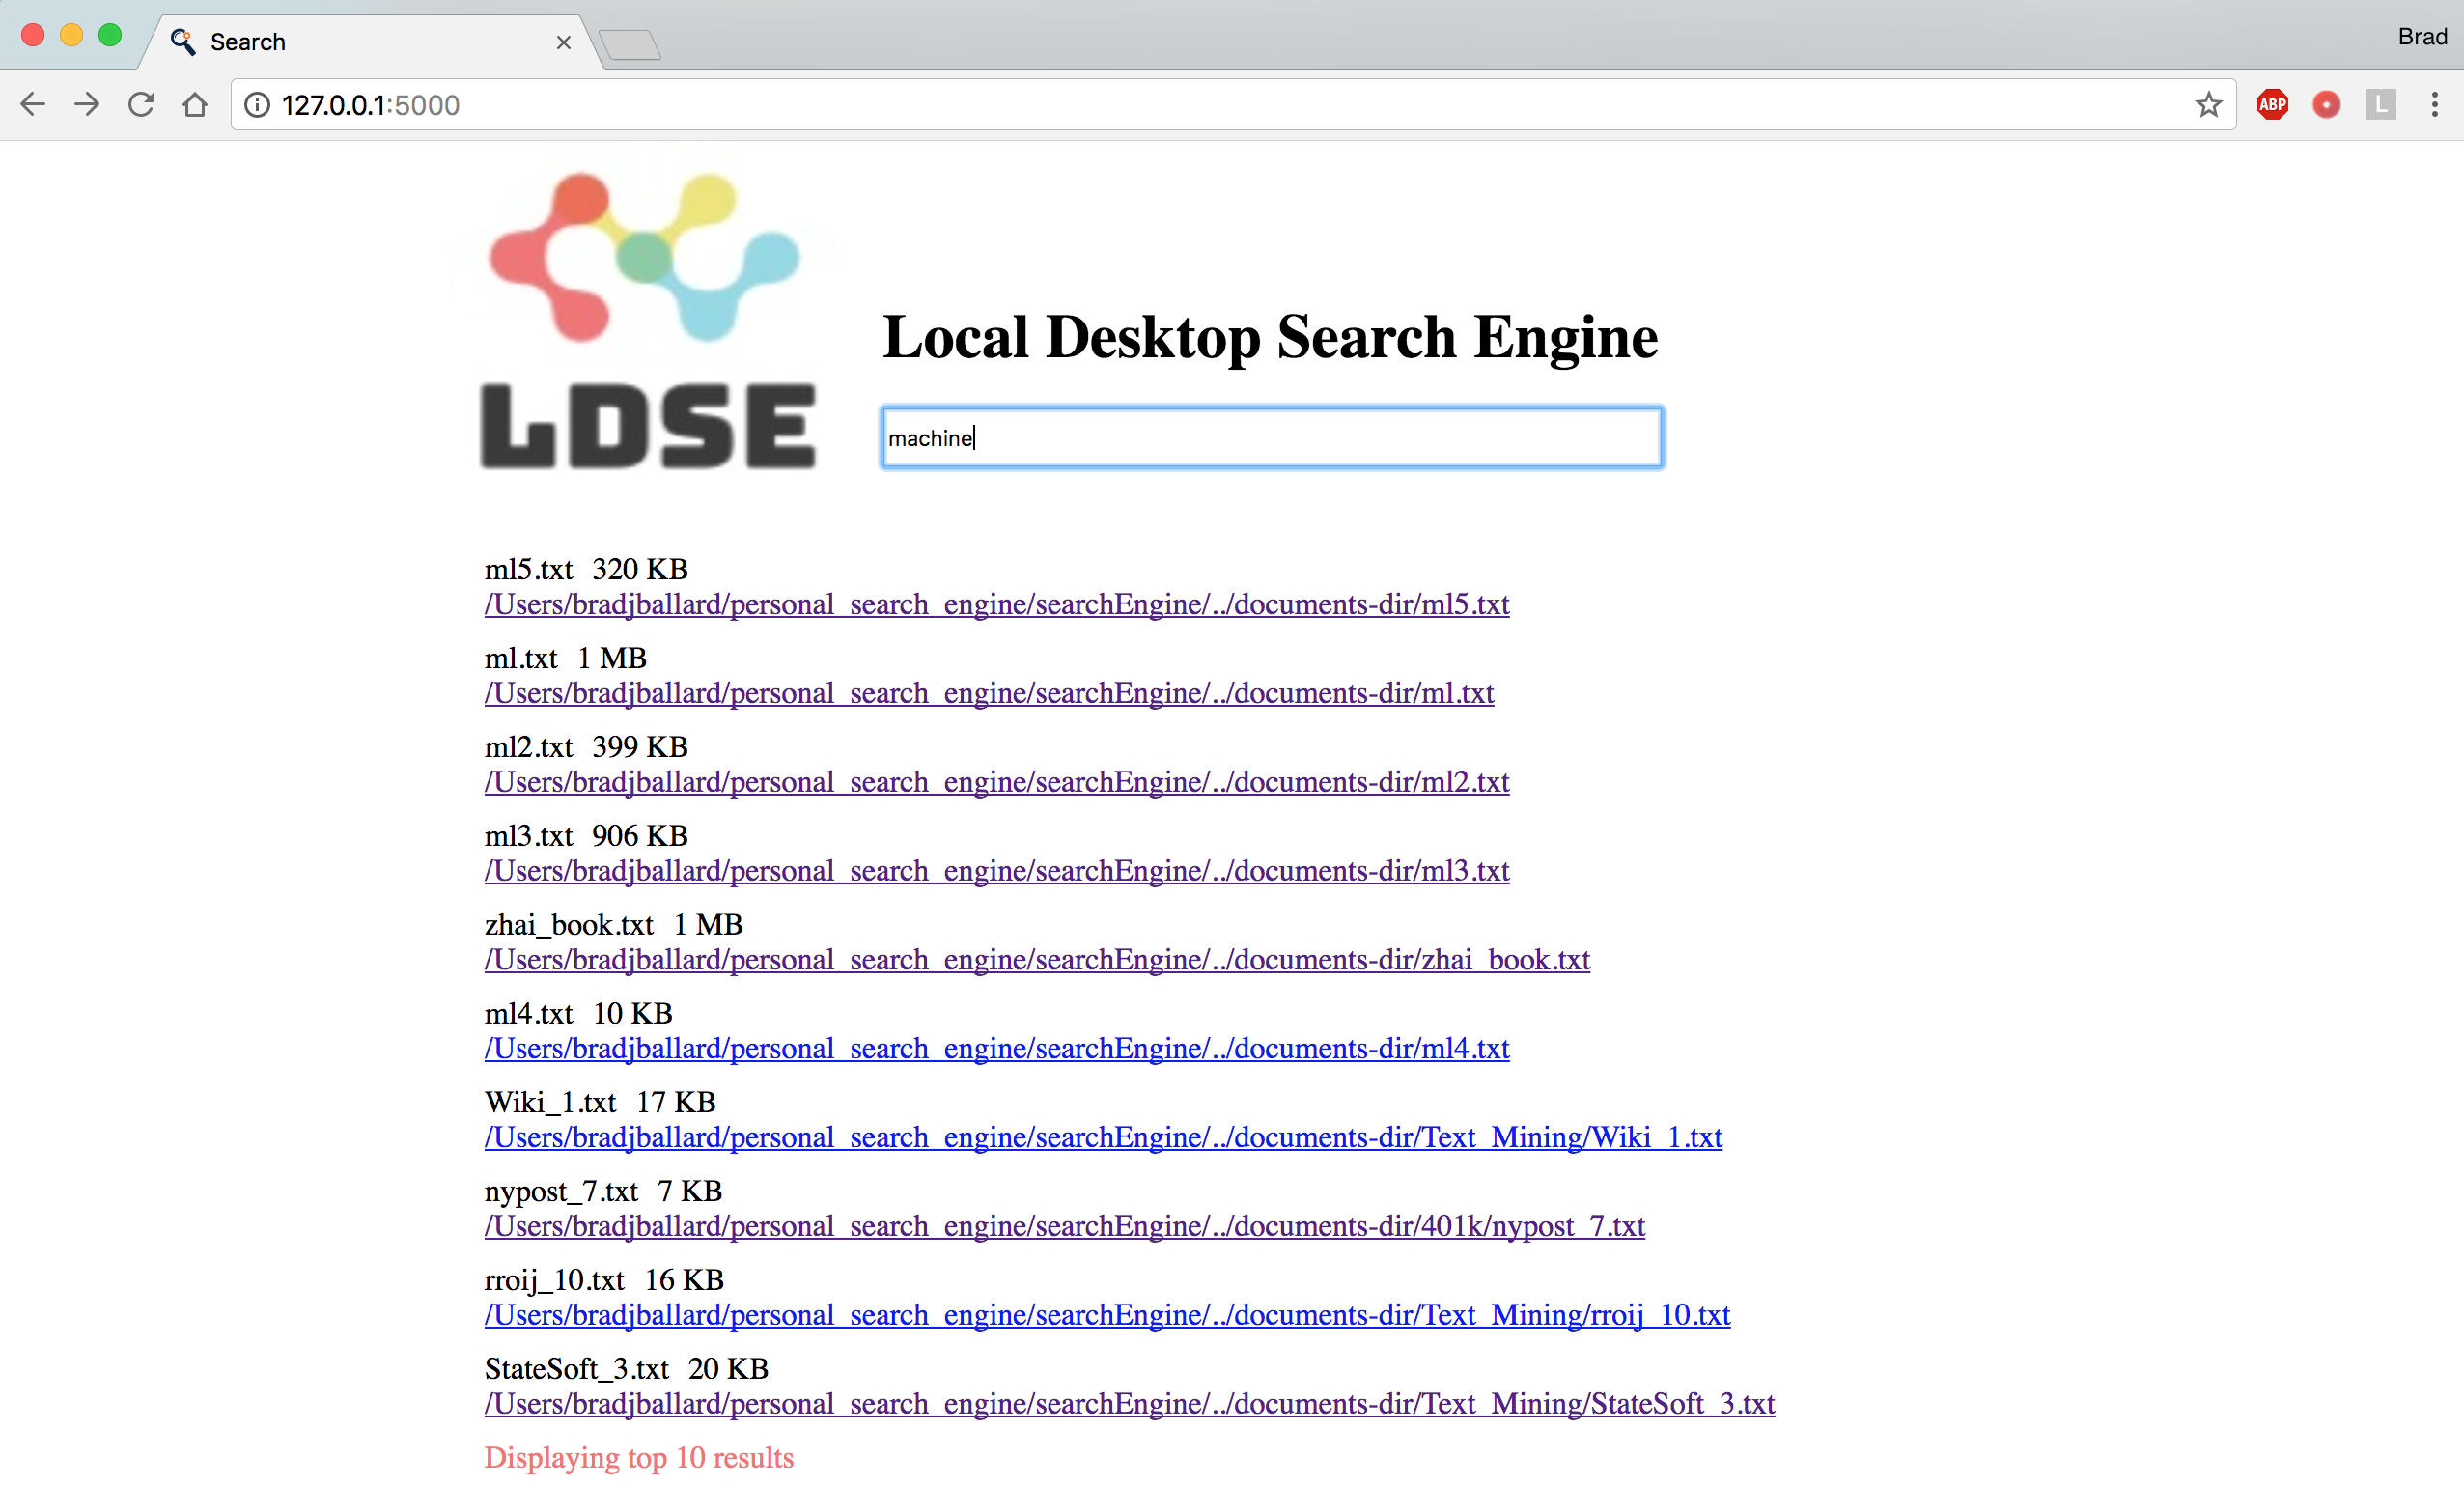 Search
Brad
127.0.0.1:5000
ABP
L
LDSE
Local Desktop Search Engine
machine
ml5.txt 320 KB
/Users/bradjballard/personal_search_engine/searchEngine/../documents-dir/ml5.txt
ml.txt 1 MB
/Users/bradjballard/personal_search_engine/searchEngine/../documents-dir/ml.txt
ml2.txt 399 KB
/Users/bradjballard/personal_search_engine/searchEngine/../documents-dir/ml2.txt
ml3.txt 906 KB
/Users/bradjballard/personal_search_engine/searchEngine/../documents-dir/ml3.txt
zhai_book.txt 1 MB
/Users/bradjballard/personal_search_engine/searchEngine/../documents-dir/zhai_book.txt
ml4.txt 10 KB
/Users/bradjballard/personal_search_engine/searchEngine/../documents-dir/ml4.txt
Wiki_1.txt 17 KB
/Users/bradjballard/personal_search_engine/searchEngine/../documents-dir/Text_Mining/Wiki_1.txt
nypost_7.txt 7 KB
/Users/bradjballard/personal_search_engine/searchEngine/../documents-dir/401k/nypost_7.txt
rroij_10.txt 16 KB
/Users/bradjballard/personal_search_engine/searchEngine/../documents-dir/Text_Mining/rroij_10.txt
StateSoft_3.txt 20 KB
/Users/bradjballard/personal_search_engine/searchEngine/../documents-dir/Text_Mining/StateSoft_3.txt
Displaying top 10 results